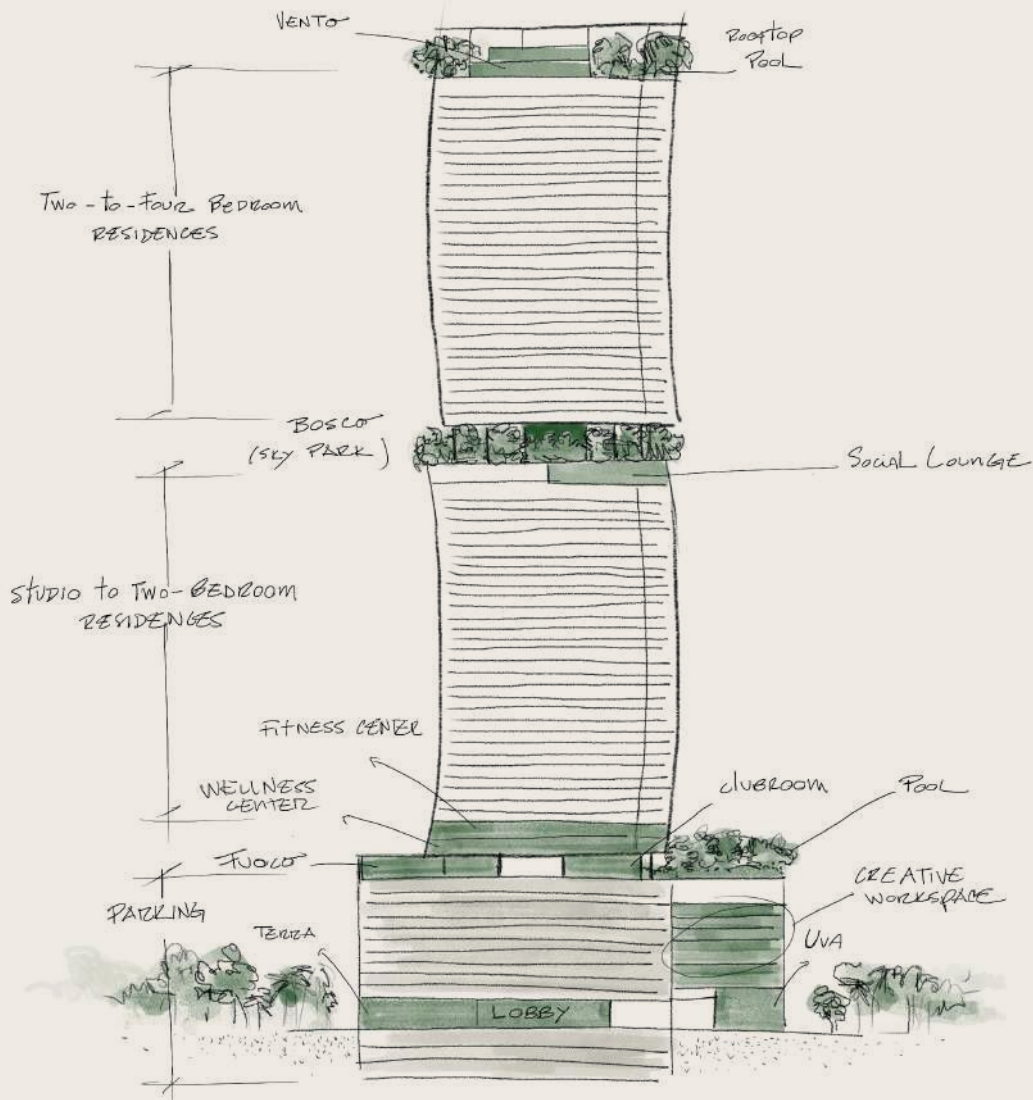 VENTO
ROOFTOP
POOL
TWO-to-FOUR BEDROOM
RESIDENCES
BOSCO
(SKY PARK)
SOCIAL LOUNGE
STUDIO to TWO-BEDROOM
RESIDENCES
FITNESS CENTER
WELLNESS
CENTER
CLUBROOM
POOL
FUOCO
CREATIVE
WORKSPACE
PARKING
TERRA
UVA
LOBBY